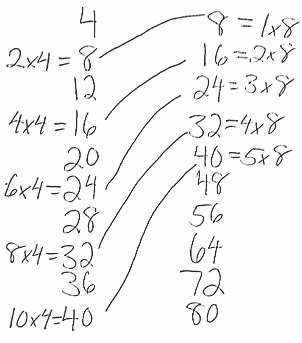 4
2x4 = 8
12
4x4 = 16
20
6x4 = 24
28
8x4 = 32
36
10x4 = 40
8 = 1x8
16 = 2x8
24 = 3x8
32 = 4x8
40 = 5x8
48
56
64
72
80